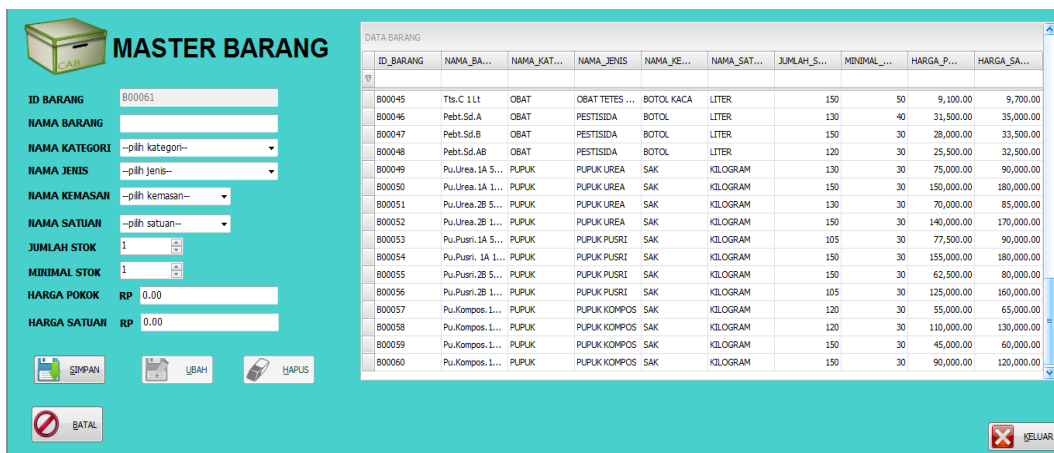 MASTER BARANG
CAB
ID BARANG B00061
NAMA BARANG
NAMA KATEGORI --pilih kategori--
NAMA JENIS --pilih jenis--
NAMA KEMASAN --pilih kemasan--
NAMA SATUAN --pilih satuan--
JUMLAH STOK 1
MINIMAL STOK 1
HARGA POKOK RP 0.00
HARGA SATUAN RP 0.00
SIMPAN UBAH HAPUS
BATAL
DATA BARANG
ID_BARANG NAMA_BA... NAMA_KAT... NAMA_JENIS NAMA_KE... NAMA_SAT... JUMLAH_S... MINIMAL_... HARGA_P... HARGA_SA...
B00045 Tts.C 1 Lt OBAT OBAT TETES ... BOTOL KACA LITER 150 50 9,100.00 9,700.00
B00046 Pebt.Sd.A OBAT PESTISIDA BOTOL LITER 130 40 31,500.00 35,000.00
B00047 Pebt.Sd.B OBAT PESTISIDA BOTOL LITER 150 30 28,000.00 33,500.00
B00048 Pebt.Sd.AB OBAT PESTISIDA BOTOL LITER 120 30 25,500.00 32,500.00
B00049 Pu.Urea.1A 5... PUPUK PUPUK UREA SAK KILOGRAM 130 30 75,000.00 90,000.00
B00050 Pu.Urea.1A 1... PUPUK PUPUK UREA SAK KILOGRAM 150 30 150,000.00 180,000.00
B00051 Pu.Urea.2B 5... PUPUK PUPUK UREA SAK KILOGRAM 130 30 70,000.00 85,000.00
B00052 Pu.Urea.2B 1... PUPUK PUPUK UREA SAK KILOGRAM 150 30 140,000.00 170,000.00
B00053 Pu.Pusri.1A 5... PUPUK PUPUK PUSRI SAK KILOGRAM 105 30 77,500.00 90,000.00
B00054 Pu.Pusri. 1A 1... PUPUK PUPUK PUSRI SAK KILOGRAM 150 30 155,000.00 180,000.00
B00055 Pu.Pusri.2B 5... PUPUK PUPUK PUSRI SAK KILOGRAM 150 30 62,500.00 80,000.00
B00056 Pu.Pusri.2B 1... PUPUK PUPUK PUSRI SAK KILOGRAM 105 30 125,000.00 160,000.00
B00057 Pu.Kompos.1... PUPUK PUPUK KOMPOS SAK KILOGRAM 120 30 55,000.00 65,000.00
B00058 Pu.Kompos.1... PUPUK PUPUK KOMPOS SAK KILOGRAM 120 30 110,000.00 130,000.00
B00059 Pu.Kompos.1... PUPUK PUPUK KOMPOS SAK KILOGRAM 150 30 45,000.00 60,000.00
B00060 Pu.Kompos.1... PUPUK PUPUK KOMPOS SAK KILOGRAM 150 30 90,000.00 120,000.00
KELUAR